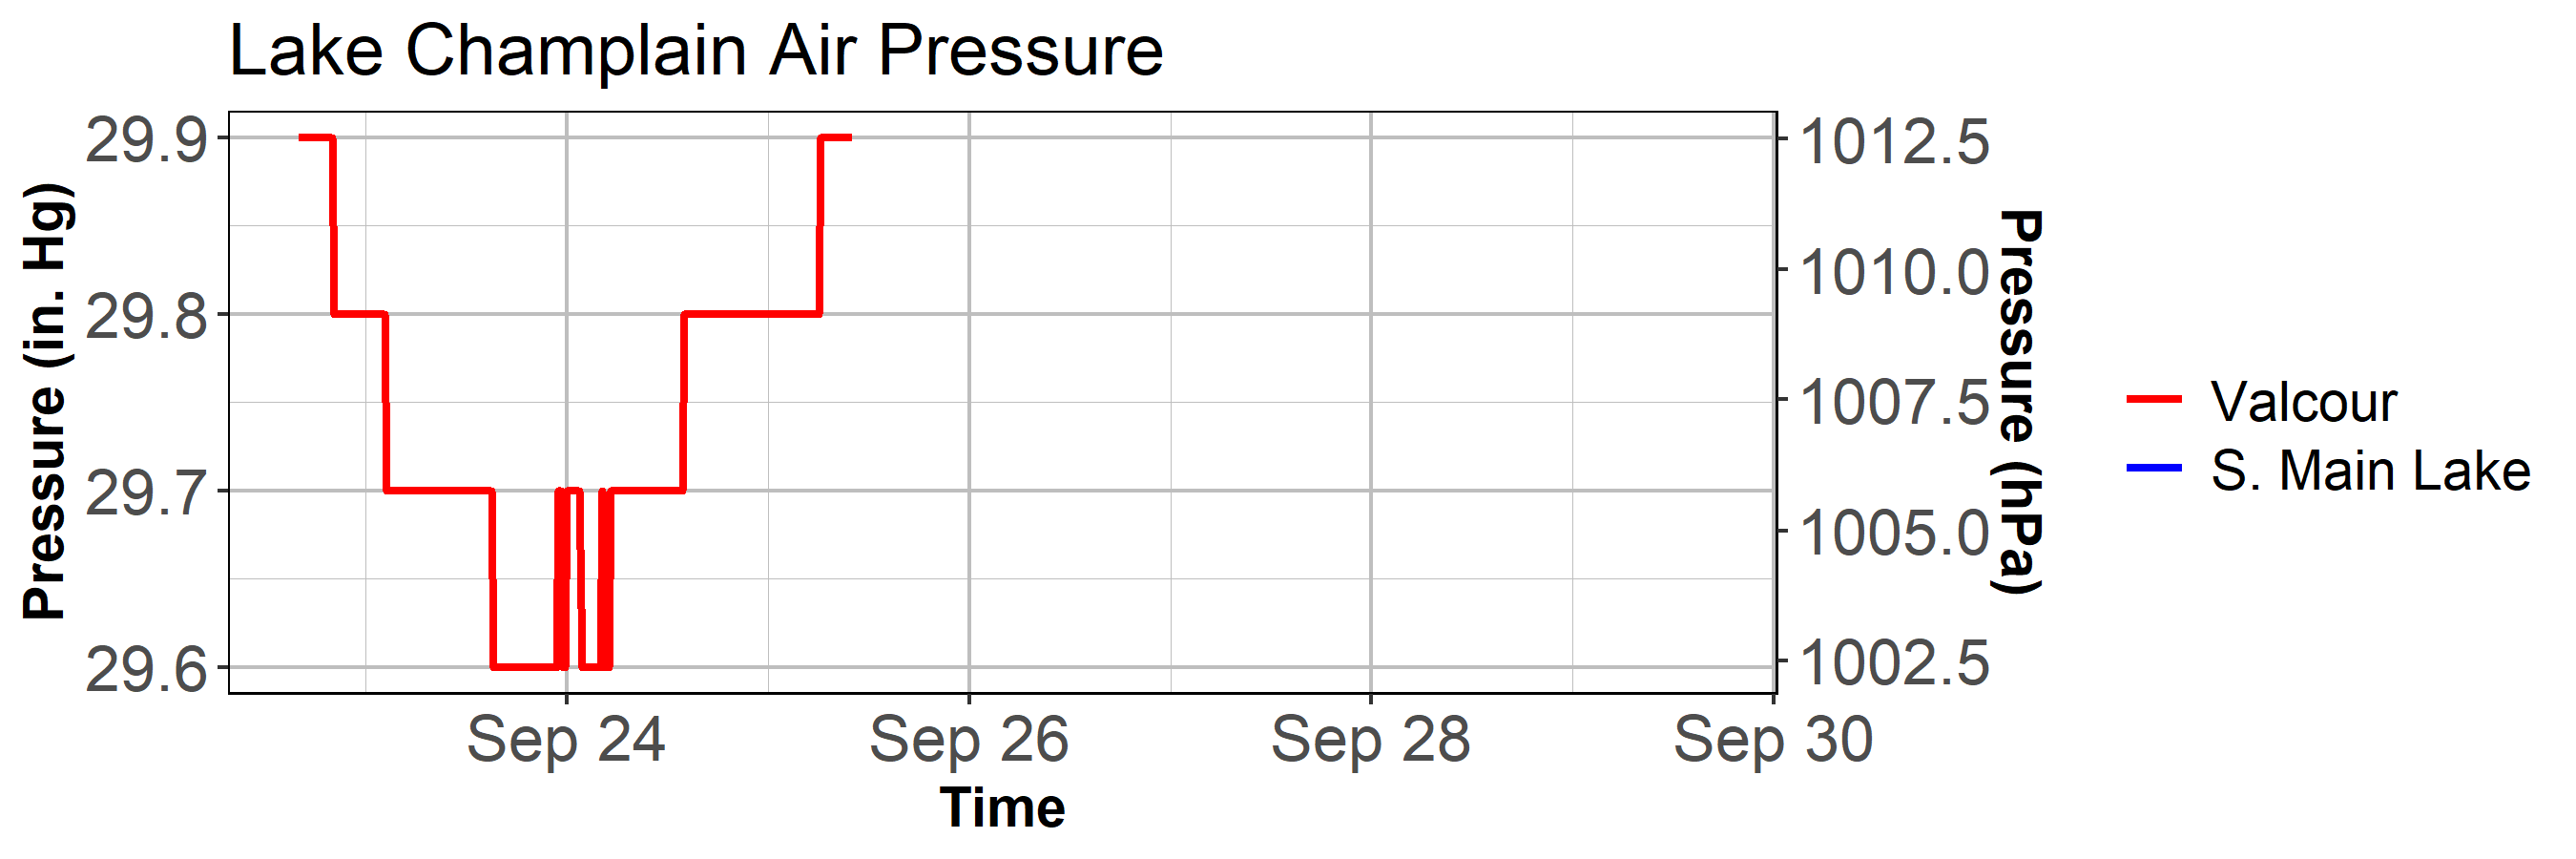 Lake Champlain Air Pressure
Pressure (in. Hg)
29.9
29.8
29.7
29.6
1012.5
1010.0
1007.5
1005.0
1002.5
Pressure (hPa)
Sep 24
Sep 26
Sep 28
Sep 30
Time
Valcour
S. Main Lake